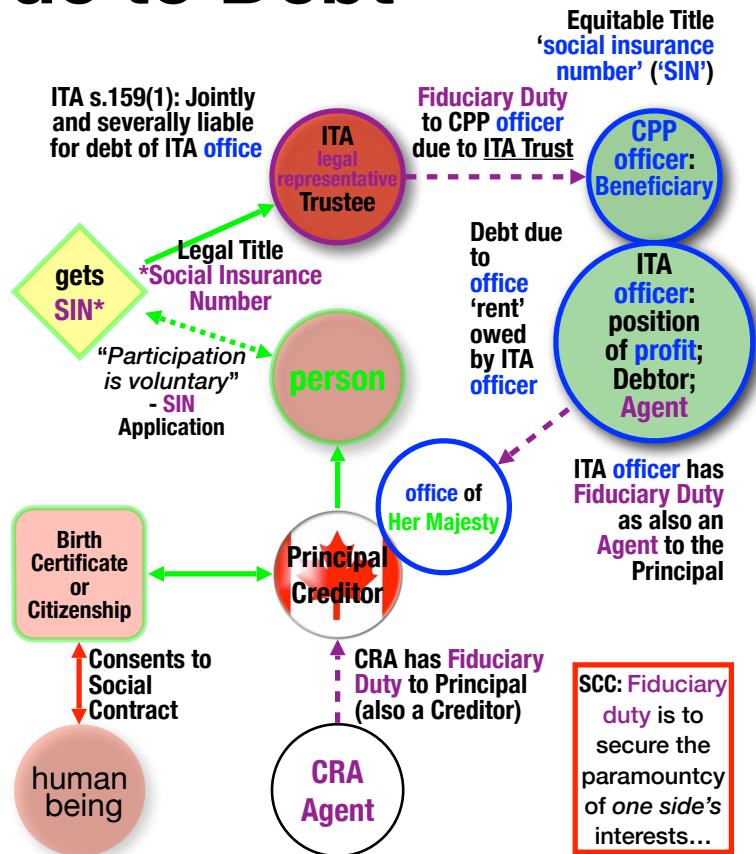 due to Debt
Equitable Title
‘social insurance
number’ (‘SIN’)
ITA s.159(1): Jointly
and severally liable
for debt of ITA office
ITA
legal
representative
Trustee
Fiduciary Duty
to CPP officer
due to ITA Trust
CPP
officer:
Beneficiary
gets
SIN*
Legal Title
*Social Insurance
Number
Debt due
to
office
‘rent’
owed
by ITA
officer
ITA
officer:
position
of profit;
Debtor;
Agent
“Participation
is voluntary”
- SIN
Application
person
office of
Her Majesty
ITA officer has
Fiduciary Duty
as also an
Agent to the
Principal
Birth
Certificate
or
Citizenship
Principal
Creditor
Consents to
Social
Contract
CRA has Fiduciary
Duty to Principal
(also a Creditor)
human
being
CRA
Agent
SCC: Fiduciary
duty is to
secure the
paramountcy
of one side’s
interests…